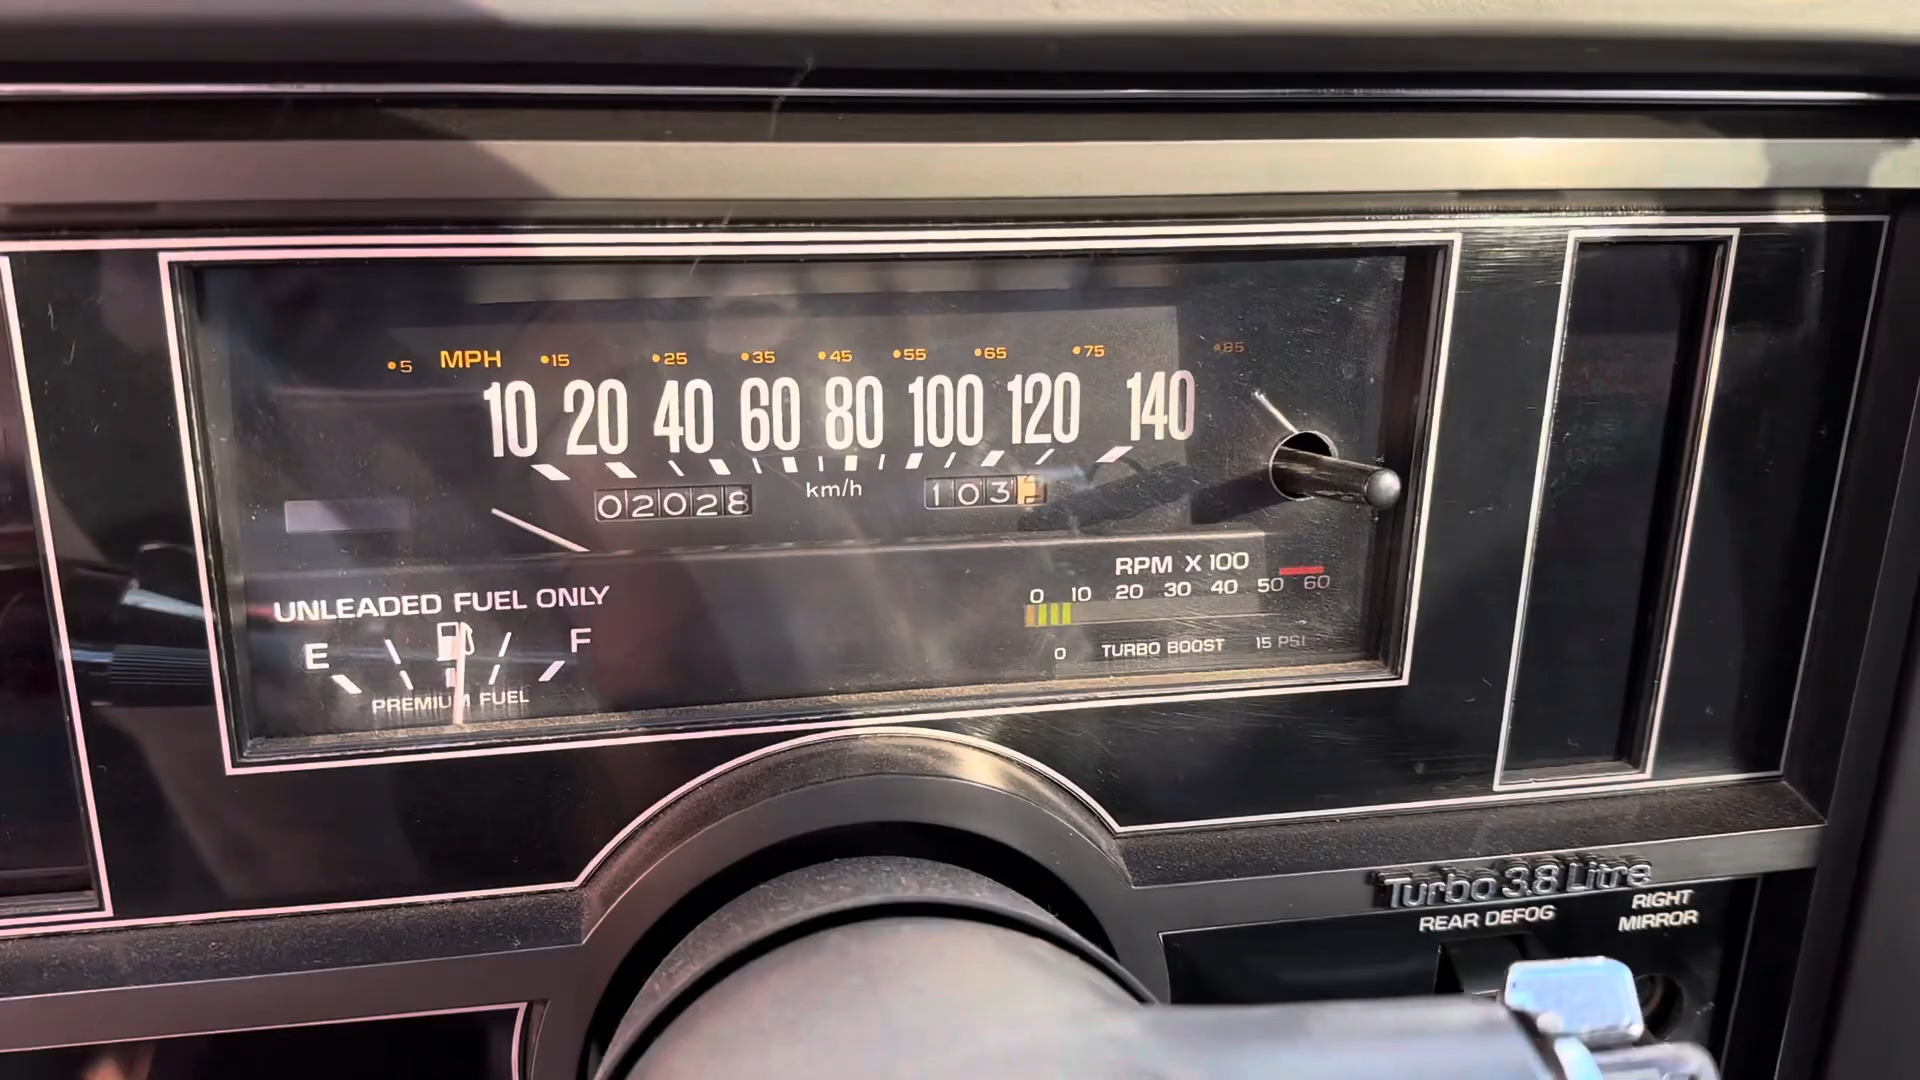 5 MPH 15 25 35 45 55 65 75 85
10 20 40 60 80 100 120 140
02028 km/h 103
RPM X 100
0 10 20 30 40 50 60
UNLEADED FUEL ONLY
E F
PREMIUM FUEL
0 TURBO BOOST 15 PSI
Turbo 3.8 Litre
REAR DEFOG
RIGHT
MIRROR